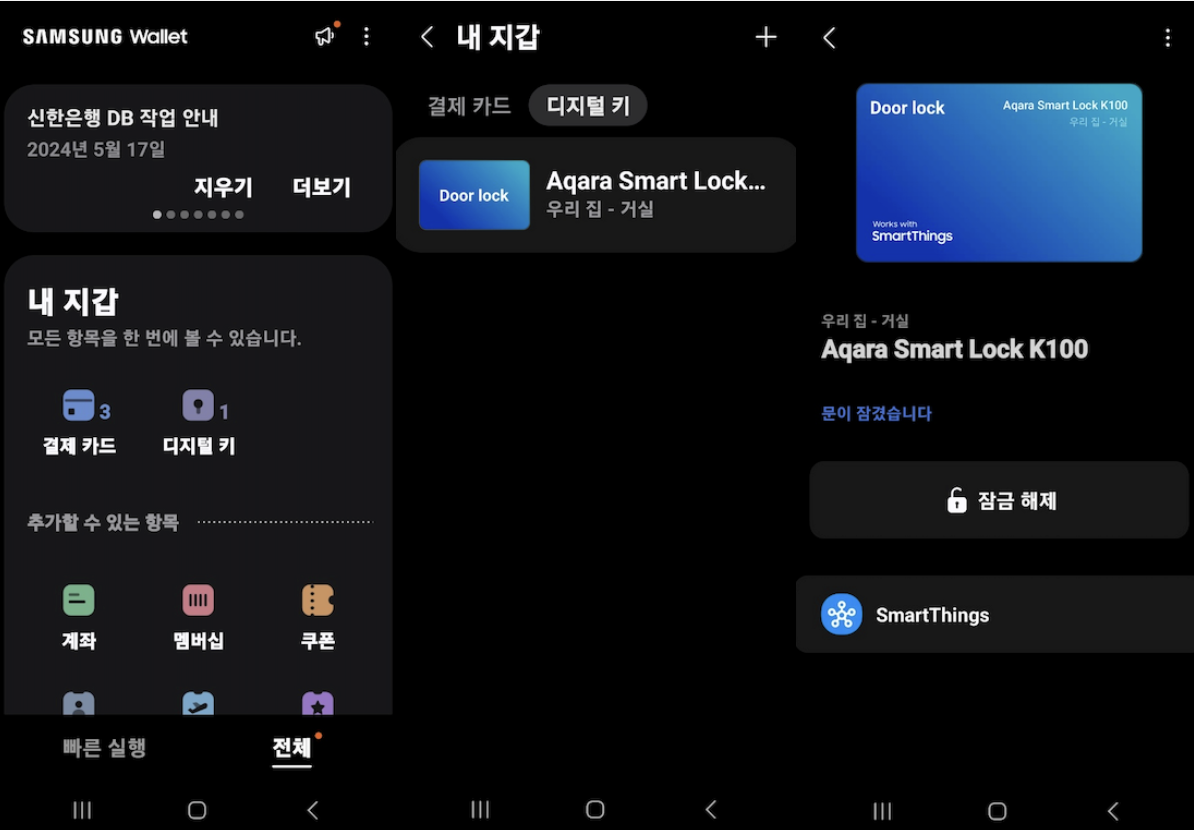 SAMSUNG Wallet
신한은행 DB 작업 안내
2024년 5월 17일
지우기 더보기
내 지갑
모든 항목을 한 번에 볼 수 있습니다.
3 1
결제 카드 디지털 키
추가할 수 있는 항목
계좌 멤버십 쿠폰
빠른 실행 전체
내 지갑
결제 카드 디지털 키
Door lock
Aqara Smart Lock...
우리 집 - 거실
Door lock
Aqara Smart Lock K100
우리 집 - 거실
Works with
SmartThings
우리 집 - 거실
Aqara Smart Lock K100
문이 잠겼습니다
잠금 해제
SmartThings